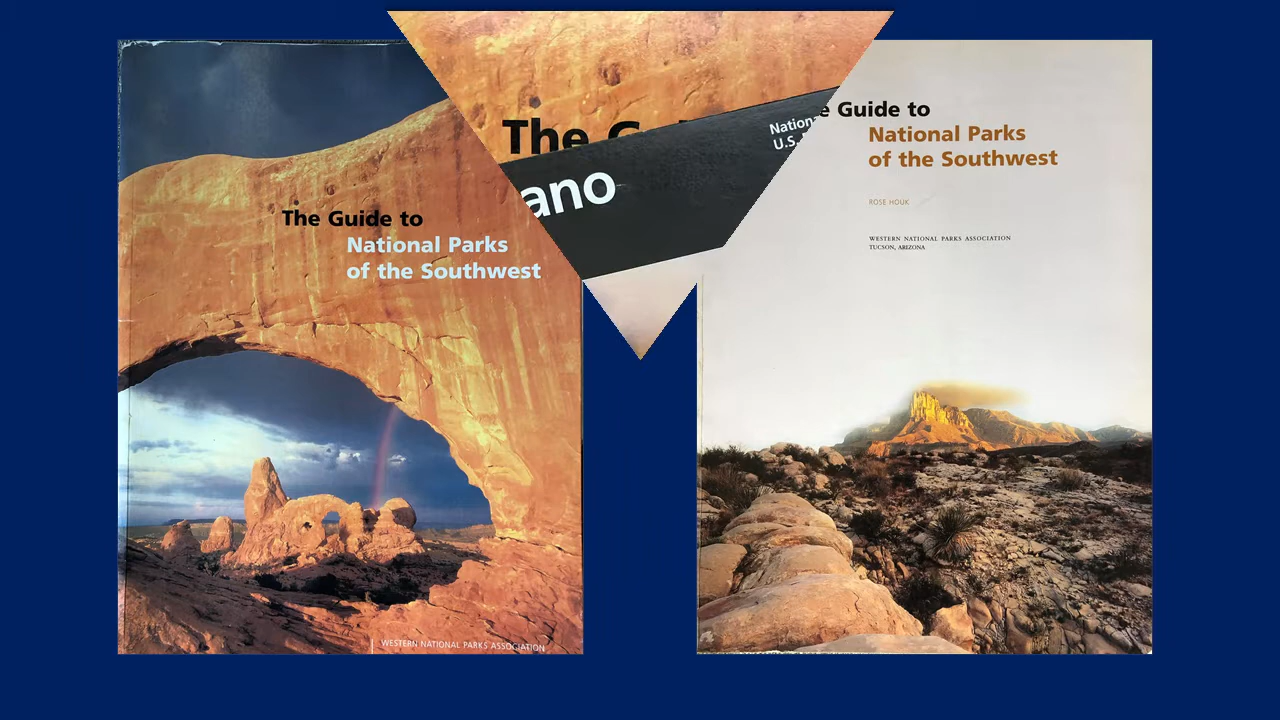 The Guide to
National Parks
of the Southwest
WESTERN NATIONAL PARKS ASSOCIATION
The
ano
U.S.
Guide to
National Parks
of the Southwest
ROSE HOUK
WESTERN NATIONAL PARKS ASSOCIATION
TUCSON, ARIZONA